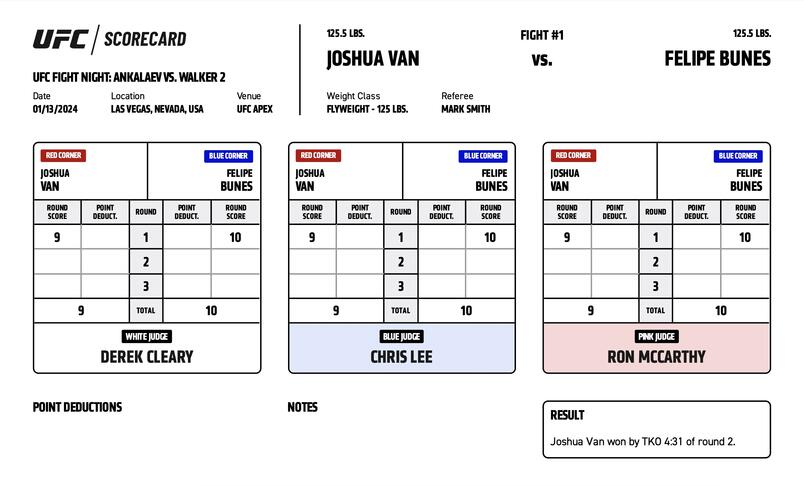 UFC SCORECARD
UFC FIGHT NIGHT: ANKALAEV VS. WALKER 2
Date Location Venue
01/13/2024 LAS VEGAS, NEVADA, USA UFC APEX
125.5 LBS. FIGHT #1 125.5 LBS.
JOSHUA VAN VS. FELIPE BUNES
Weight Class Referee
FLYWEIGHT - 125 LBS. MARK SMITH
RED CORNER BLUE CORNER
JOSHUA FELIPE
VAN BUNES
ROUND POINT ROUND POINT ROUND
SCORE DEDUCT. DEDUCT. SCORE
9 1 10
2
3
9 TOTAL 10
WHITE JUDGE
DEREK CLEARY
RED CORNER BLUE CORNER
JOSHUA FELIPE
VAN BUNES
ROUND POINT ROUND POINT ROUND
SCORE DEDUCT. DEDUCT. SCORE
9 1 10
2
3
9 TOTAL 10
BLUE JUDGE
CHRIS LEE
RED CORNER BLUE CORNER
JOSHUA FELIPE
VAN BUNES
ROUND POINT ROUND POINT ROUND
SCORE DEDUCT. DEDUCT. SCORE
9 1 10
2
3
9 TOTAL 10
PINK JUDGE
RON MCCARTHY
POINT DEDUCTIONS
NOTES
RESULT
Joshua Van won by TKO 4:31 of round 2.